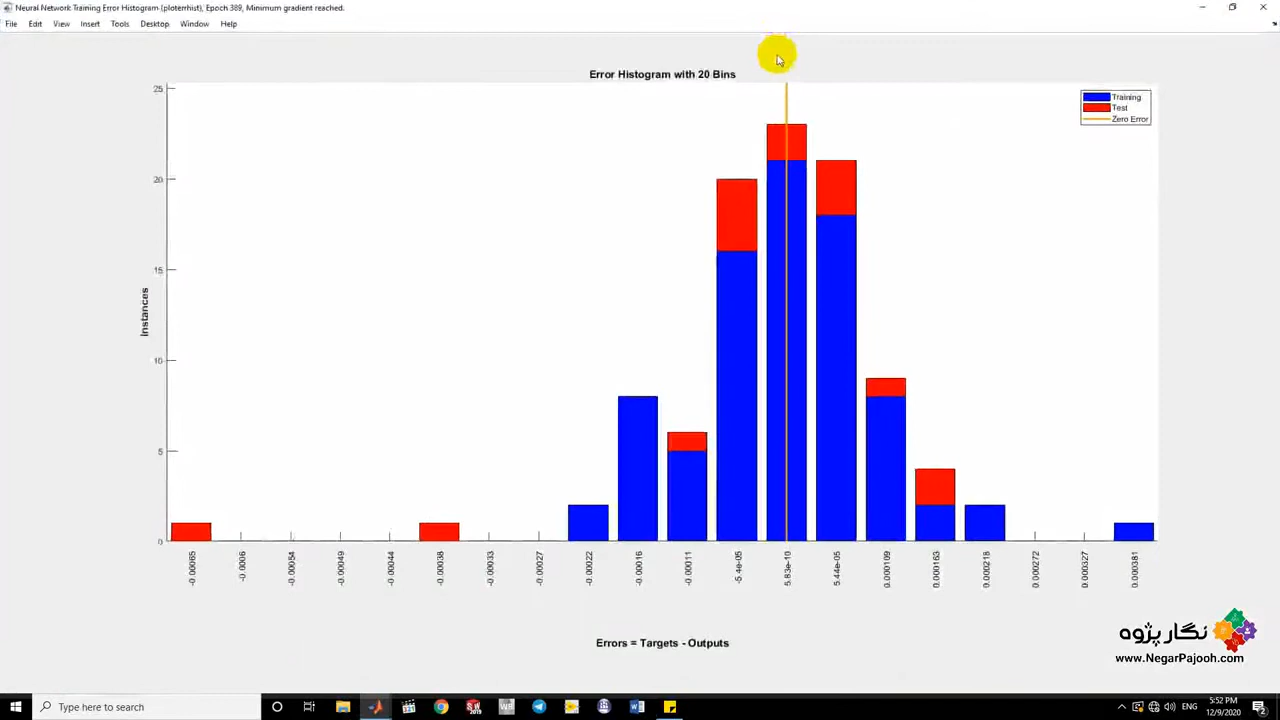 Neural Network Training Error Histogram (ploterrhist), Epoch 389, Minimum gradient reached.
File Edit View Insert Tools Desktop Window Help
Error Histogram with 20 Bins
Training
Test
Zero Error
25
20
15
10
5
0
Instances
-0.00065 -0.0006 -0.00054 -0.00049 -0.00044 -0.00038 -0.00033 -0.00027 -0.00022 -0.00016 -0.00011 -5.4e-05 5.83e-10 5.44e-05 0.000109 0.000163 0.000218 0.000272 0.000327 0.000381
Errors = Targets - Outputs
نگار پژوه
www.NegarPajooh.com
Type here to search
ENG
5:52 PM
12/9/2020